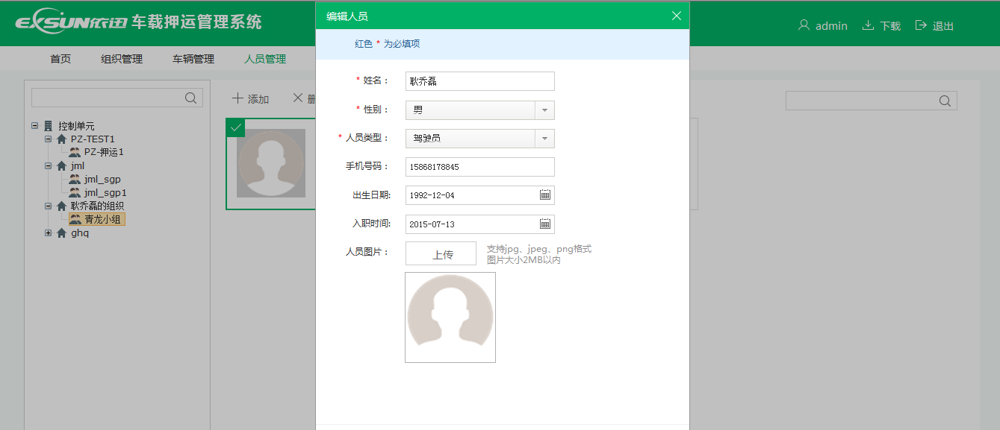 EXSUN依迅 车载押运管理系统
admin 下载 退出
首页 组织管理 车辆管理 人员管理
控制单元
PZ-TEST1
PZ-押运1
jml
jml_sgp
jml_sgp1
耿乔磊的组织
青龙小组
ghq
添加
编辑人员
红色 * 为必填项
* 姓名： 耿乔磊
* 性别： 男
* 人员类型： 驾驶员
手机号码： 15868178845
出生日期: 1992-12-04
入职时间: 2015-07-13
人员图片： 上传 支持jpg、jpeg、png格式
图片大小2MB以内